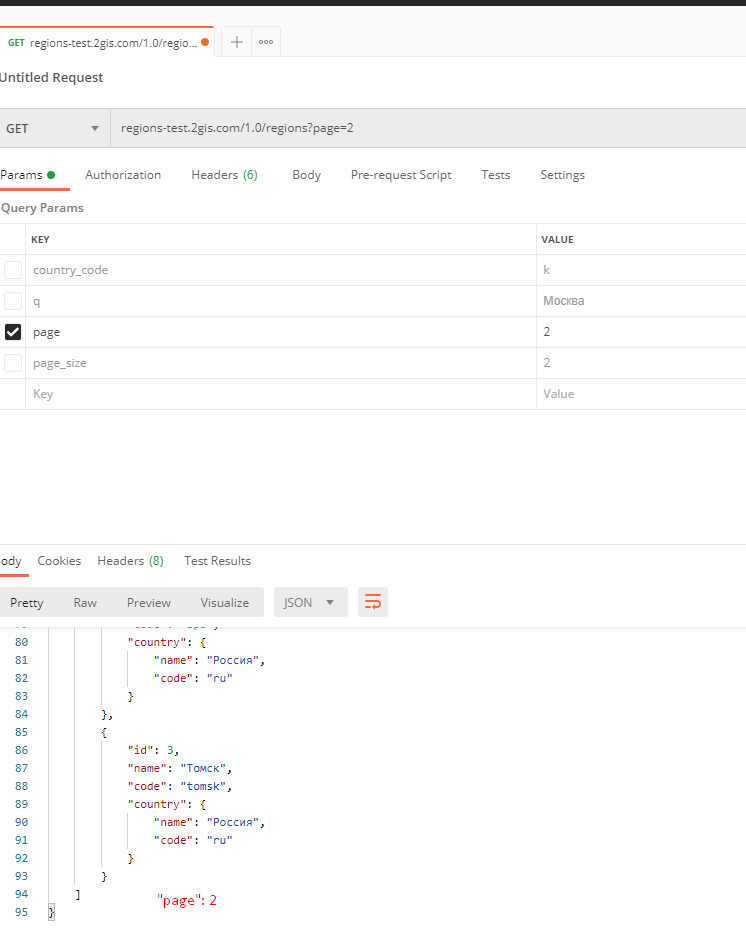 GET regions-test.2gis.com/1.0/regio...
Untitled Request
GET regions-test.2gis.com/1.0/regions?page=2
Params Authorization Headers (6) Body Pre-request Script Tests Settings
Query Params
KEY VALUE
country_code k
q Москва
page 2
page_size 2
Key Value
ody Cookies Headers (8) Test Results
Pretty Raw Preview Visualize JSON
80 "country": {
81 "name": "Россия",
82 "code": "ru"
83 }
84 },
85 {
86 "id": 3,
87 "name": "Томск",
88 "code": "tomsk",
89 "country": {
90 "name": "Россия",
91 "code": "ru"
92 }
93 }
94 ]
"page": 2
95 }